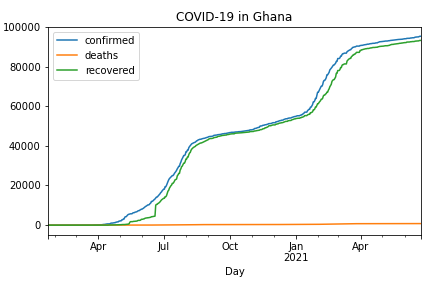 COVID-19 in Ghana
confirmed
deaths
recovered
100000
80000
60000
40000
20000
0
Apr Jul Oct Jan Apr
2021
Day